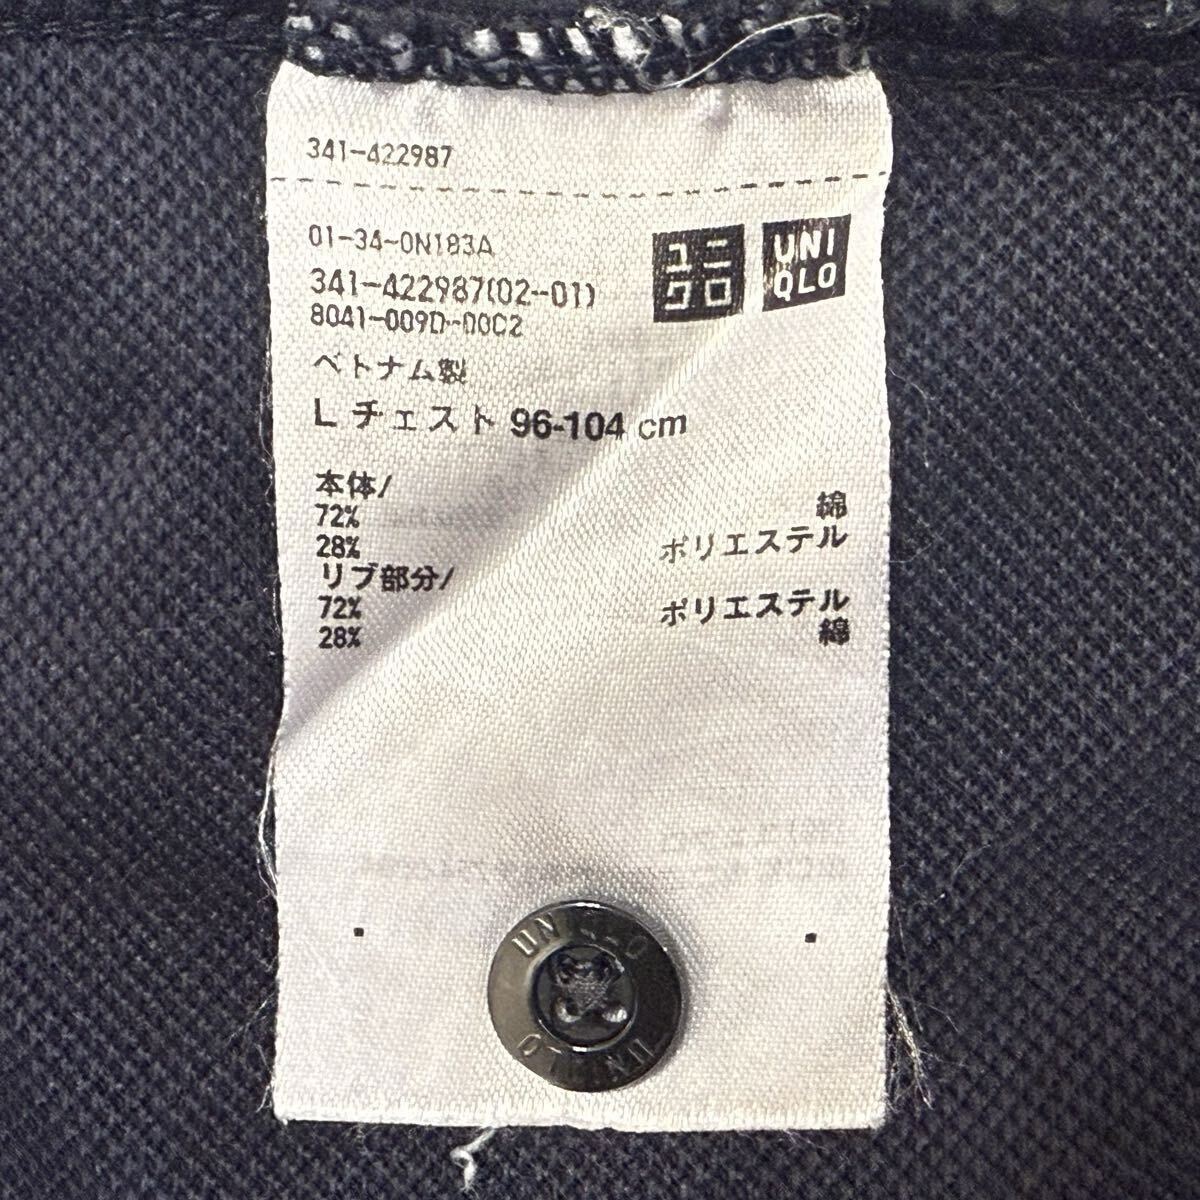 341-422987
01-34-0N183A
341-422987(02-01)
8041-009D-00C2
ユニクロ
UNIQLO
ベトナム製
L チェスト 96-104 cm
本体/
72% 綿
28% ポリエステル
リブ部分/
72% ポリエステル
28% 綿
UNIQLO
UNIQLO